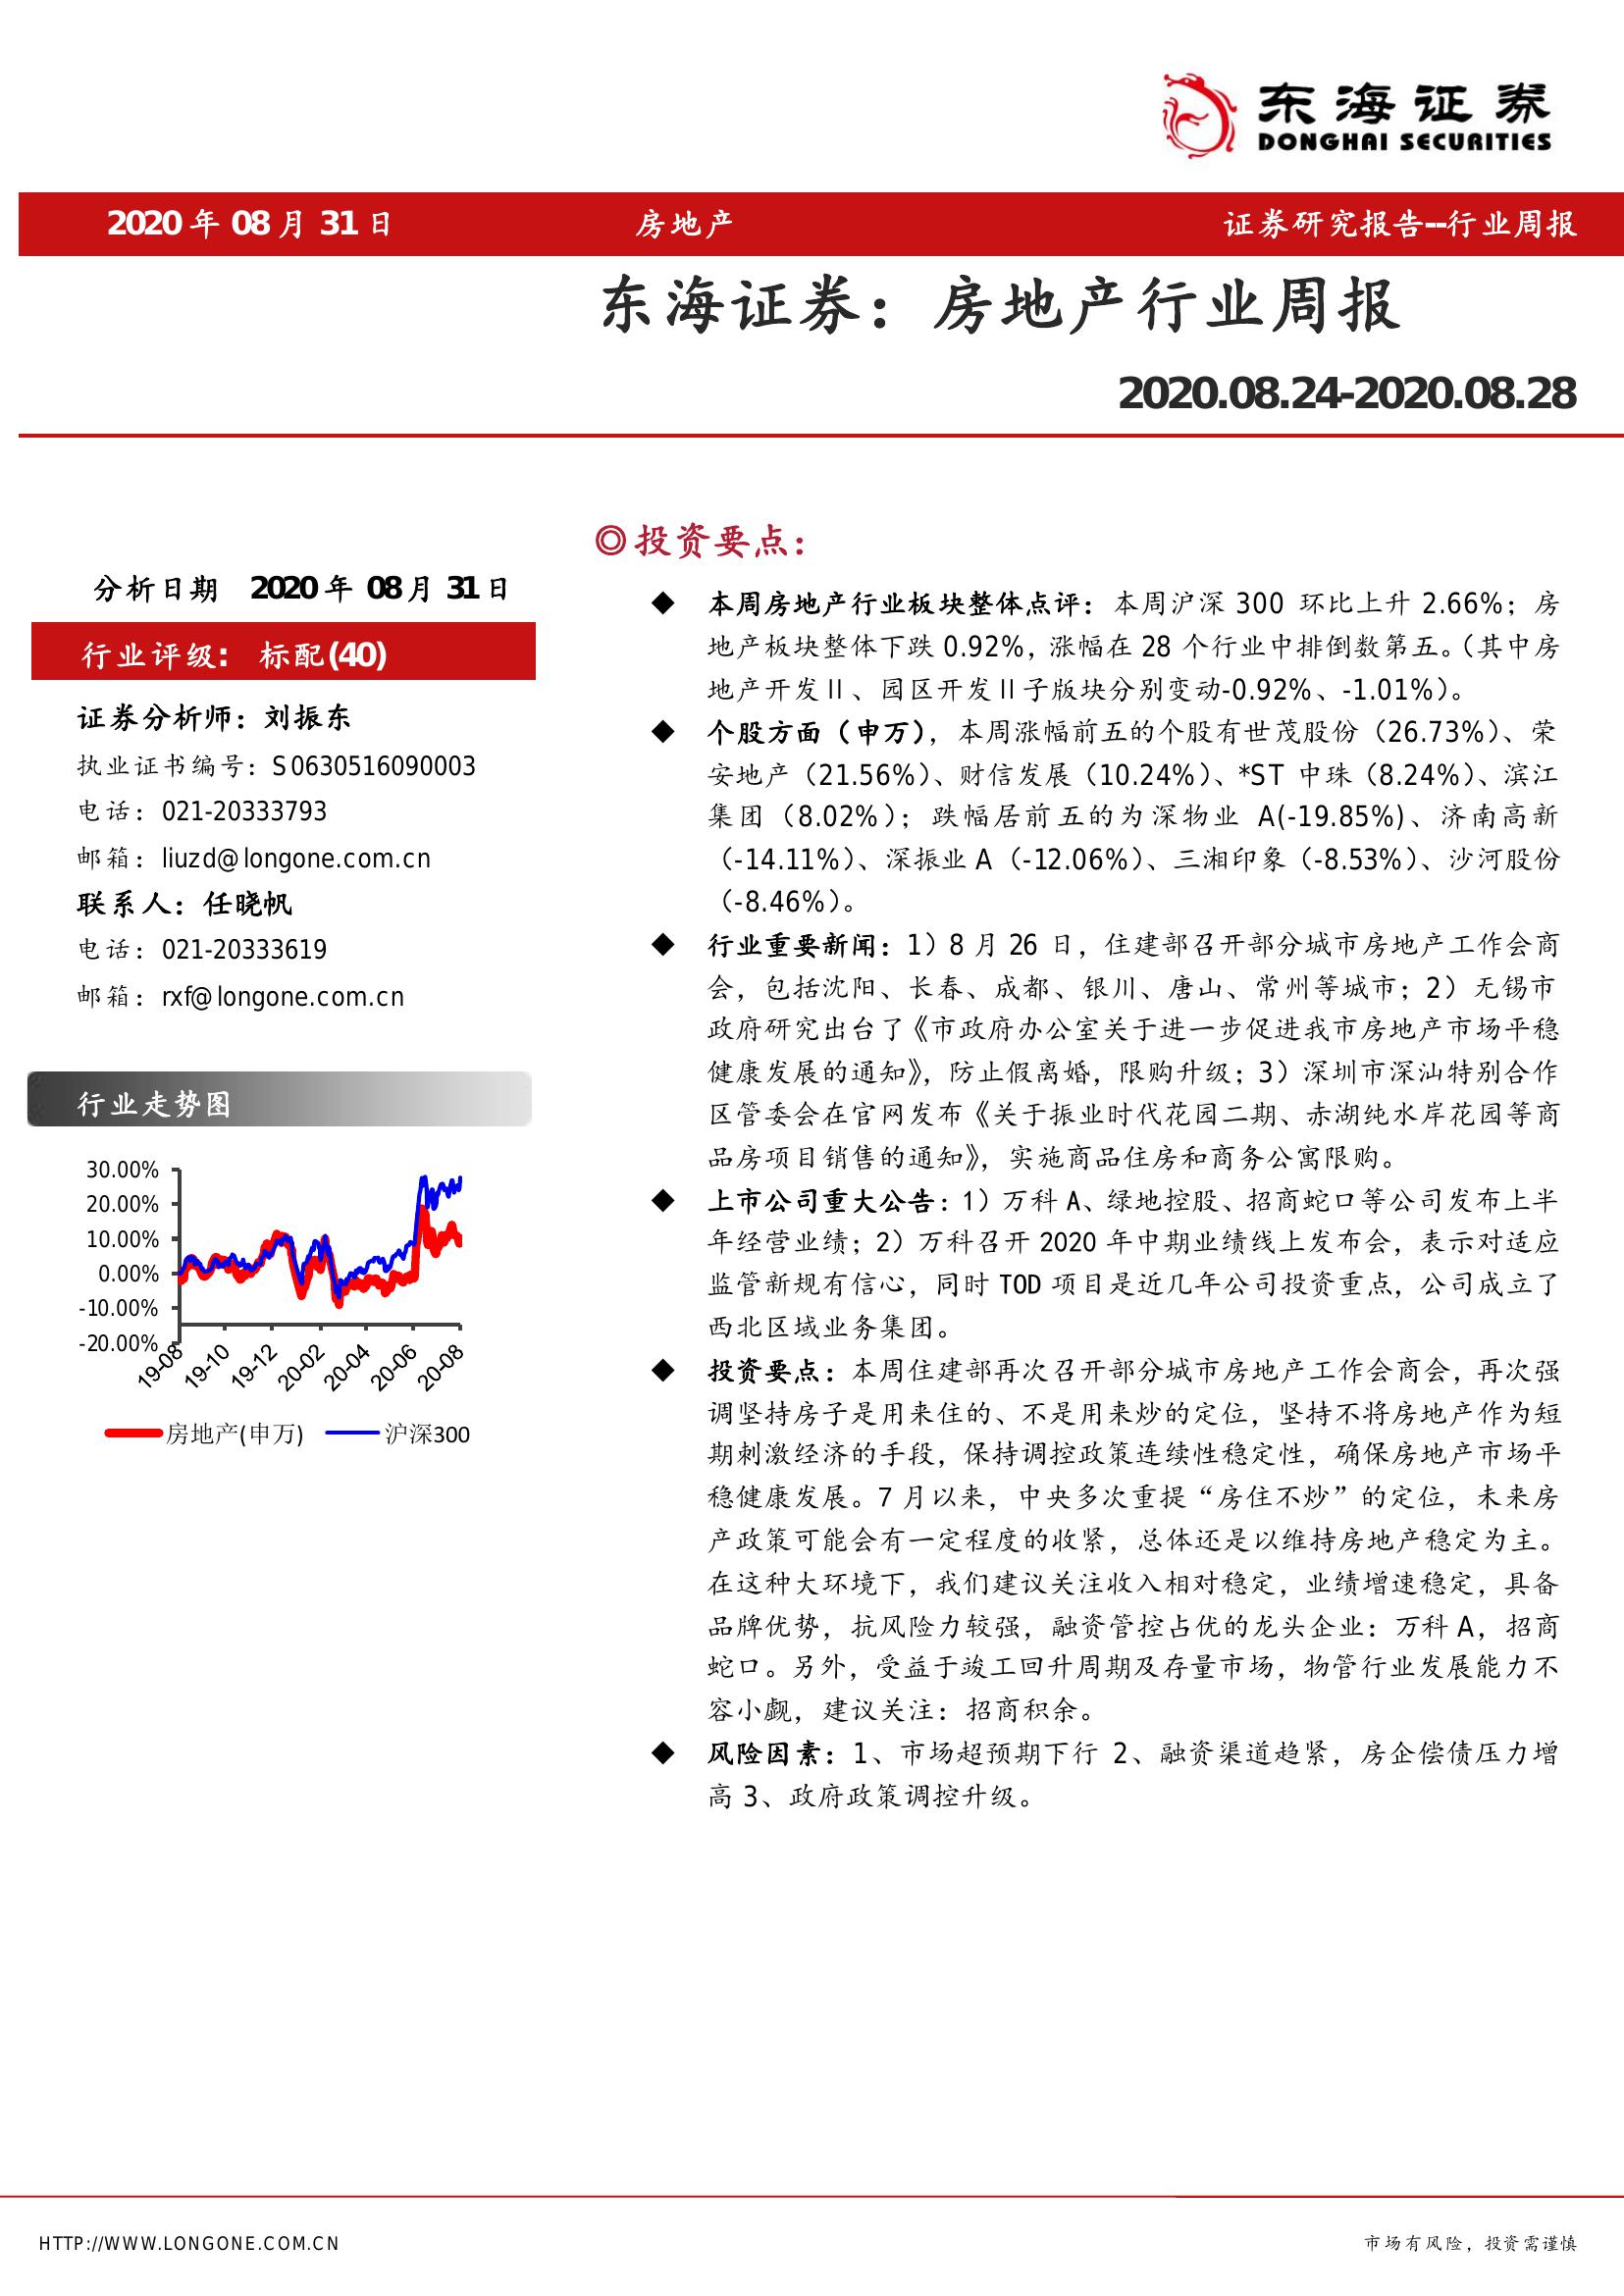 东海证券
DONGHAI SECURITIES
2020 年 08 月 31 日 房地产 证券研究报告--行业周报
东海证券：房地产行业周报
2020.08.24-2020.08.28
分析日期 2020 年 08 月 31 日
行业评级: 标配(40)
证券分析师：刘振东
执业证书编号：S0630516090003
电话：021-20333793
邮箱：liuzd@longone.com.cn
联系人：任晓帆
电话：021-20333619
邮箱：rxf@longone.com.cn
行业走势图
30.00%
20.00%
10.00%
0.00%
-10.00%
-20.00%
19-08 19-10 19-12 20-02 20-04 20-06 20-08
房地产(申万) 沪深300
◎投资要点：
◆ 本周房地产行业板块整体点评：本周沪深 300 环比上升 2.66%；房
地产板块整体下跌 0.92%，涨幅在 28 个行业中排倒数第五。（其中房
地产开发Ⅱ、园区开发Ⅱ子版块分别变动-0.92%、-1.01%）。
◆ 个股方面（申万），本周涨幅前五的个股有世茂股份（26.73%）、荣
安地产（21.56%）、财信发展（10.24%）、*ST 中珠（8.24%）、滨江
集团（8.02%）；跌幅居前五的为深物业 A(-19.85%)、济南高新
（-14.11%）、深振业 A（-12.06%）、三湘印象（-8.53%）、沙河股份
（-8.46%）。
◆ 行业重要新闻：1）8 月 26 日，住建部召开部分城市房地产工作会商
会，包括沈阳、长春、成都、银川、唐山、常州等城市；2）无锡市
政府研究出台了《市政府办公室关于进一步促进我市房地产市场平稳
健康发展的通知》，防止假离婚，限购升级；3）深圳市深汕特别合作
区管委会在官网发布《关于振业时代花园二期、赤湖纯水岸花园等商
品房项目销售的通知》，实施商品住房和商务公寓限购。
◆ 上市公司重大公告：1）万科 A、绿地控股、招商蛇口等公司发布上半
年经营业绩；2）万科召开 2020 年中期业绩线上发布会，表示对适应
监管新规有信心，同时 TOD 项目是近几年公司投资重点，公司成立了
西北区域业务集团。
◆ 投资要点：本周住建部再次召开部分城市房地产工作会商会，再次强
调坚持房子是用来住的、不是用来炒的定位，坚持不将房地产作为短
期刺激经济的手段，保持调控政策连续性稳定性，确保房地产市场平
稳健康发展。7 月以来，中央多次重提“房住不炒”的定位，未来房
产政策可能会有一定程度的收紧，总体还是以维持房地产稳定为主。
在这种大环境下，我们建议关注收入相对稳定，业绩增速稳定，具备
品牌优势，抗风险力较强，融资管控占优的龙头企业：万科 A，招商
蛇口。另外，受益于竣工回升周期及存量市场，物管行业发展能力不
容小觑，建议关注：招商积余。
◆ 风险因素：1、市场超预期下行 2、融资渠道趋紧，房企偿债压力增
高 3、政府政策调控升级。
HTTP://WWW.LONGONE.COM.CN 市场有风险，投资需谨慎